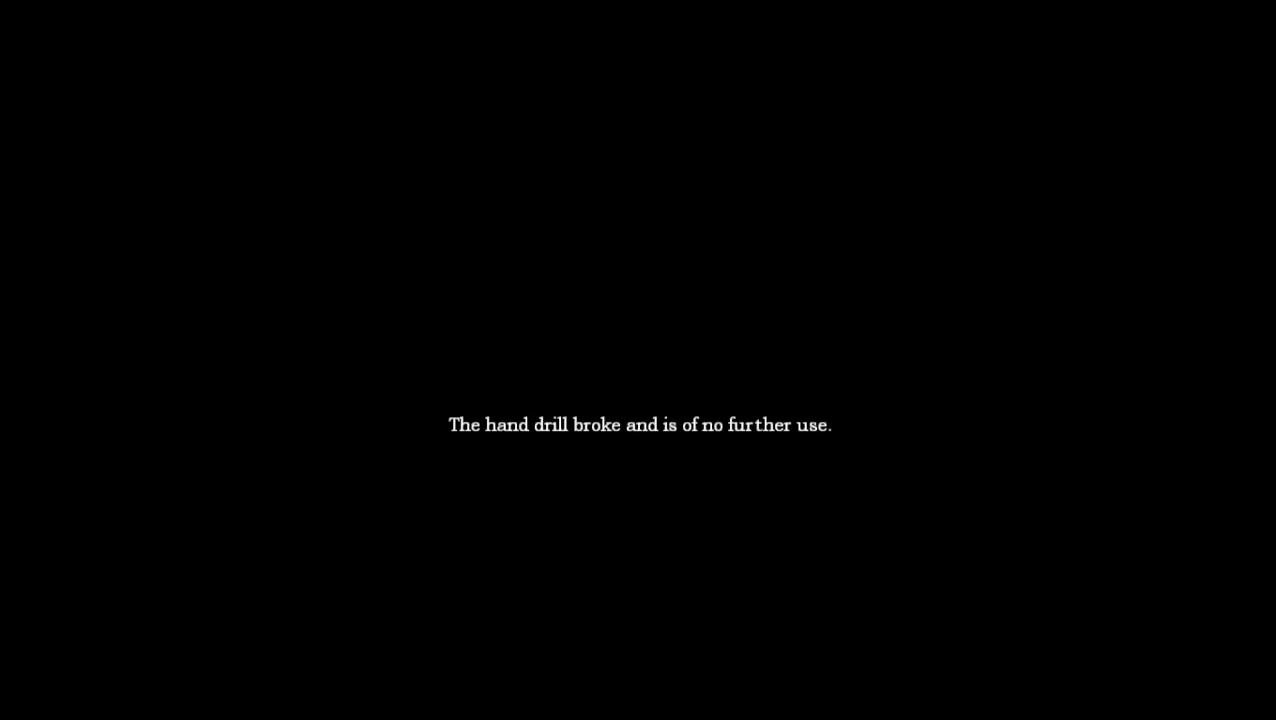 The hand drill broke and is of no further use.